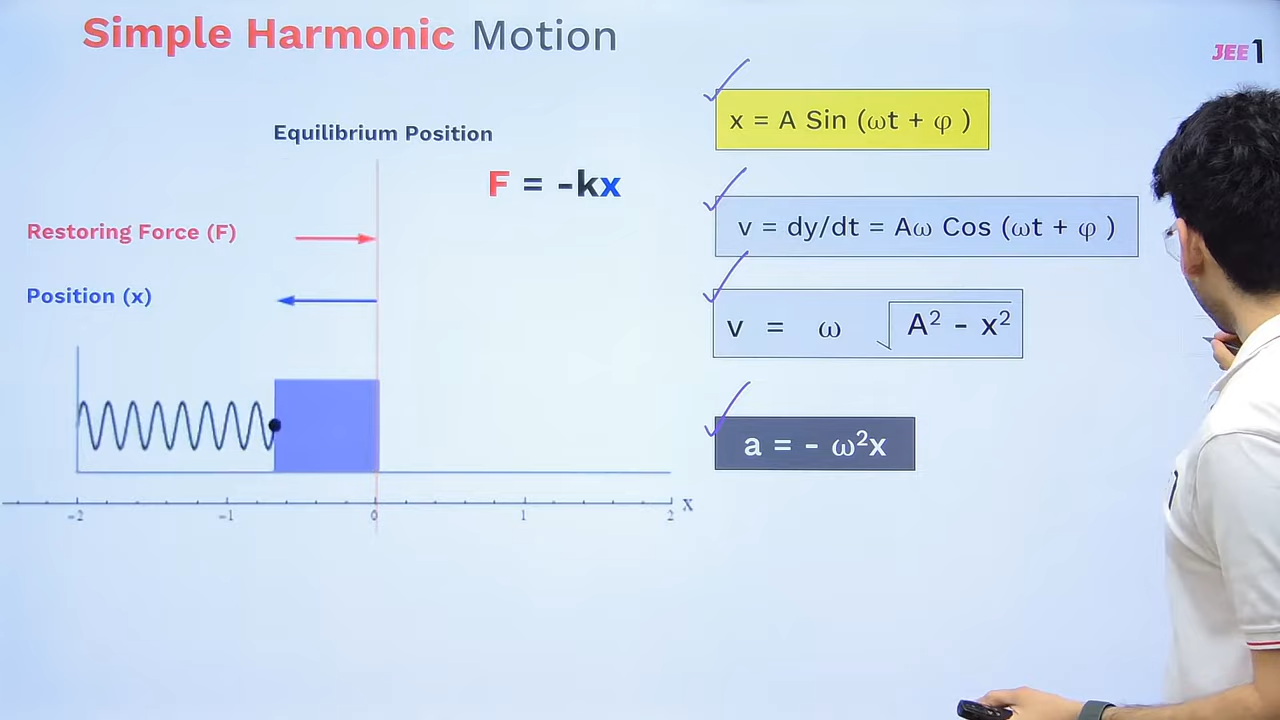 Simple Harmonic Motion
JEE 1
Equilibrium Position
F = -kx
Restoring Force (F)
Position (x)
-2 -1 0 1 2 x
x = A Sin (ωt + φ )
v = dy/dt = Aω Cos (ωt + φ )
v = ω √ A² - x²
a = - ω²x